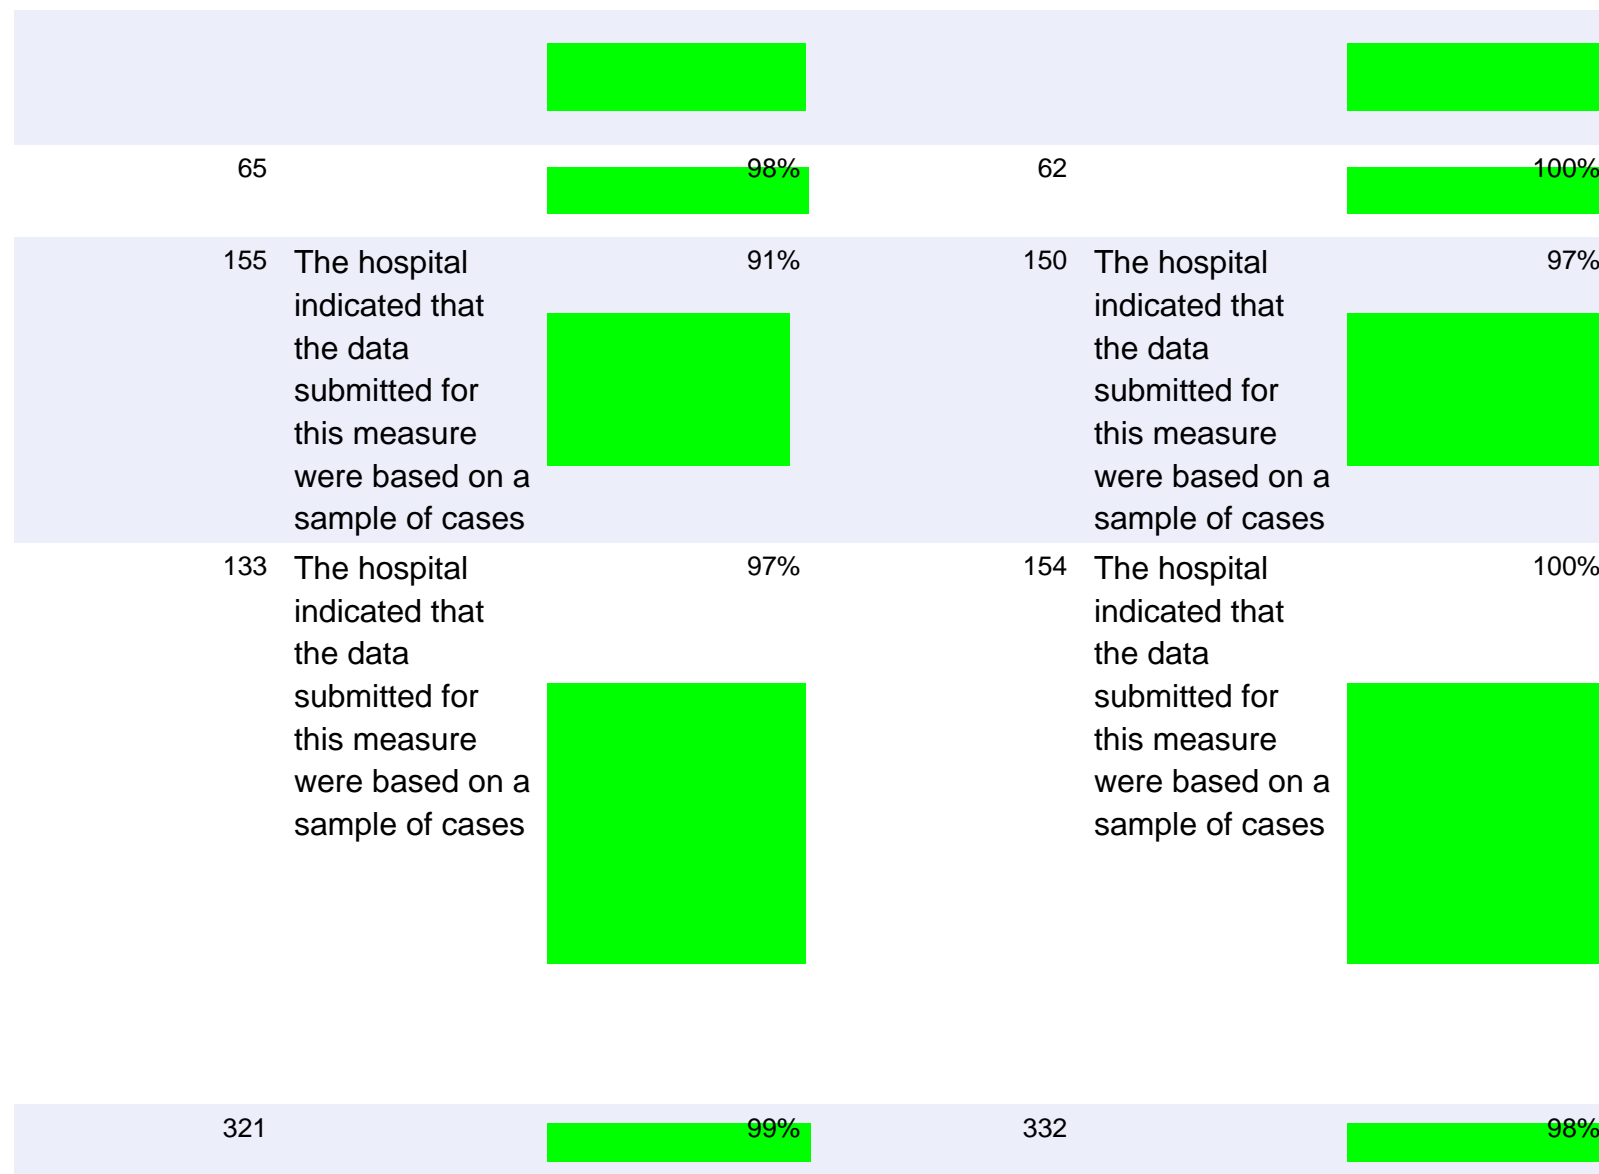 65 98% 62 100%
155 The hospital 91% 150 The hospital 97%
indicated that indicated that
the data the data
submitted for submitted for
this measure this measure
were based on a were based on a
sample of cases sample of cases
133 The hospital 97% 154 The hospital 100%
indicated that indicated that
the data the data
submitted for submitted for
this measure this measure
were based on a were based on a
sample of cases sample of cases
321 99% 332 98%